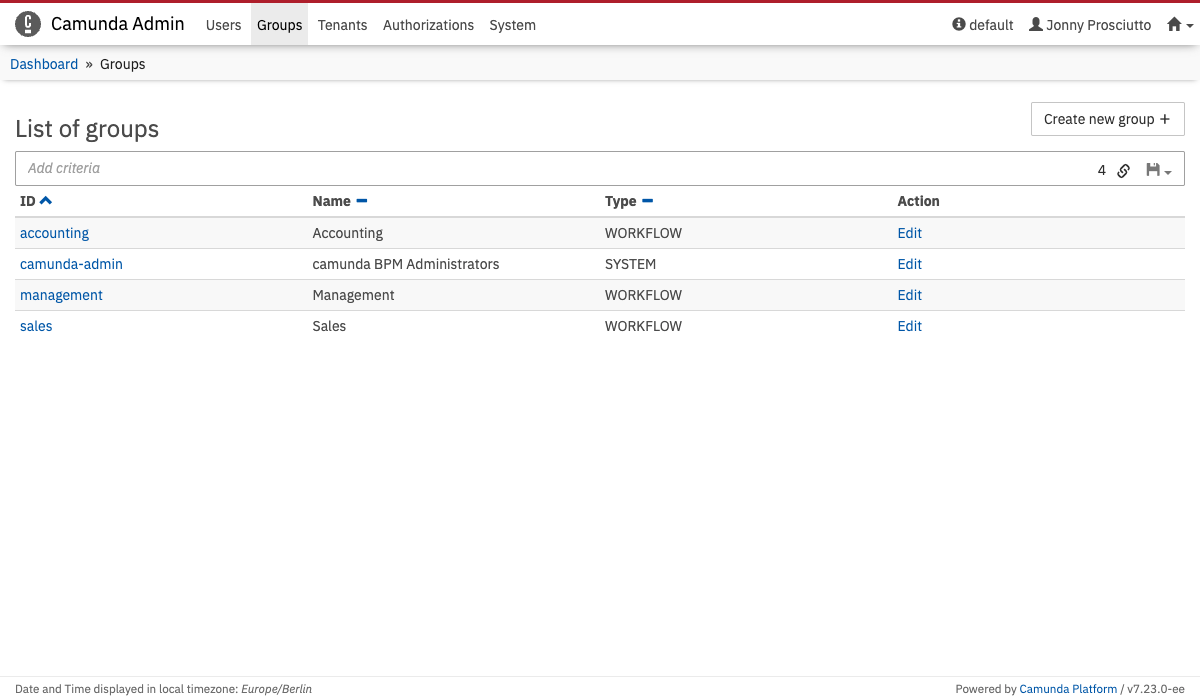 Camunda Admin Users Groups Tenants Authorizations System default Jonny Prosciutto
Dashboard » Groups
List of groups
Create new group +
Add criteria 4
ID Name Type Action
accounting Accounting WORKFLOW Edit
camunda-admin camunda BPM Administrators SYSTEM Edit
management Management WORKFLOW Edit
sales Sales WORKFLOW Edit
Date and Time displayed in local timezone: Europe/Berlin Powered by Camunda Platform / v7.23.0-ee